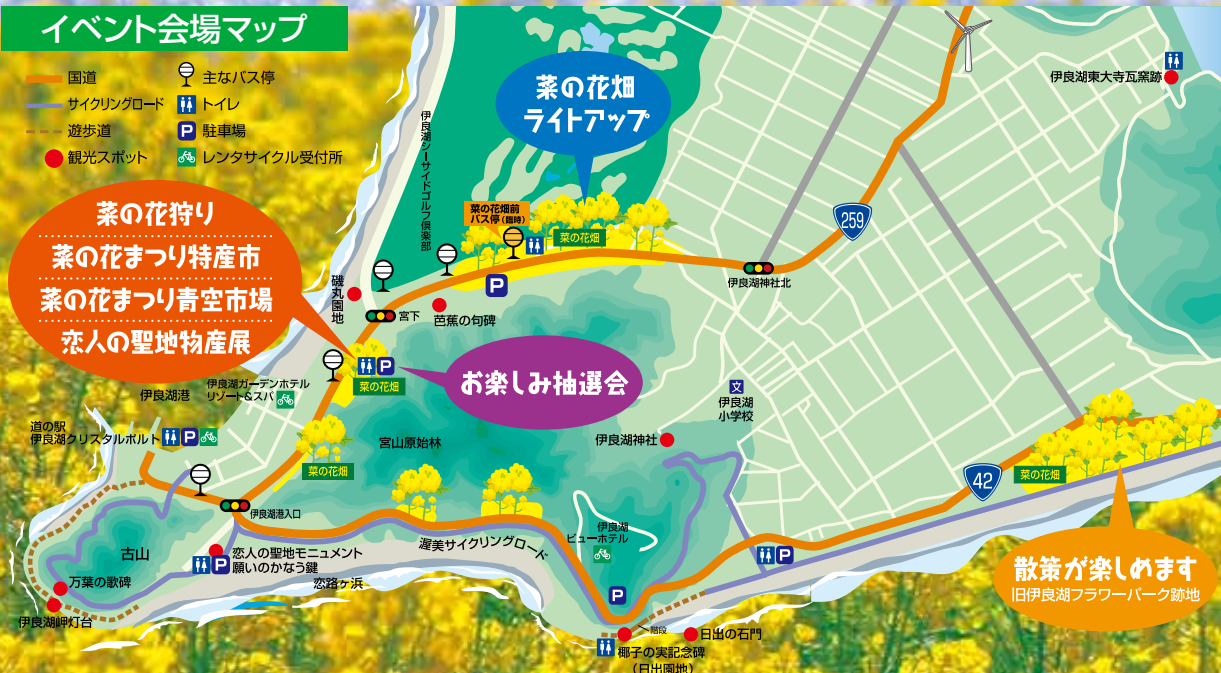 イベント会場マップ
国道
サイクリングロード
遊歩道
観光スポット
主なバス停
トイレ
P 駐車場
レンタサイクル受付所
菜の花畑
ライトアップ
伊良湖東大寺瓦窯跡
伊良湖シーサイドゴルフ倶楽部
菜の花狩り
菜の花まつり特産市
菜の花まつり青空市場
恋人の聖地物産展
菜の花畑前
バス停(臨時)
菜の花畑
259
伊良湖神社北
P
磯丸園地
宮下
芭蕉の句碑
P
菜の花畑
お楽しみ抽選会
伊良湖ガーデンホテル
リゾート&スパ
伊良湖港
文
伊良湖
小学校
道の駅
伊良湖クリスタルポルト
P
宮山原始林
伊良湖神社
菜の花畑
42
菜の花畑
伊良湖港入口
伊良湖
ビューホテル
渥美サイクリングロード
古山
恋人の聖地モニュメント
願いのかなう鍵
P
P
恋路ヶ浜
散策が楽しめます
旧伊良湖フラワーパーク跡地
万葉の歌碑
P
伊良湖岬灯台
階段
日出の石門
椰子の実記念碑
(日出園地)